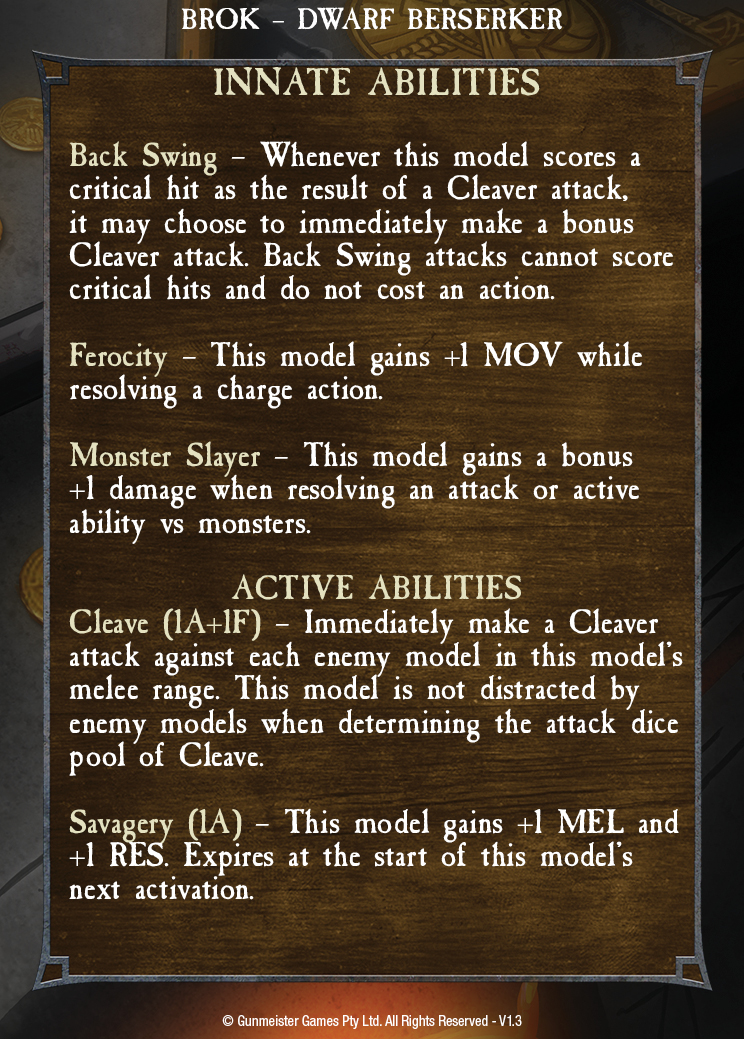 BROK – DWARF BERSERKER
INNATE ABILITIES
Back Swing – Whenever this model scores a
critical hit as the result of a Cleaver attack,
it may choose to immediately make a bonus
Cleaver attack. Back Swing attacks cannot score
critical hits and do not cost an action.
Ferocity – This model gains +1 MOV while
resolving a charge action.
Monster Slayer – This model gains a bonus
+1 damage when resolving an attack or active
ability vs monsters.
ACTIVE ABILITIES
Cleave (1A+1F) – Immediately make a Cleaver
attack against each enemy model in this model's
melee range. This model is not distracted by
enemy models when determining the attack dice
pool of Cleave.
Savagery (1A) – This model gains +1 MEL and
+1 RES. Expires at the start of this model's
next activation.
© Gunmeister Games Pty Ltd. All Rights Reserved - V1.3